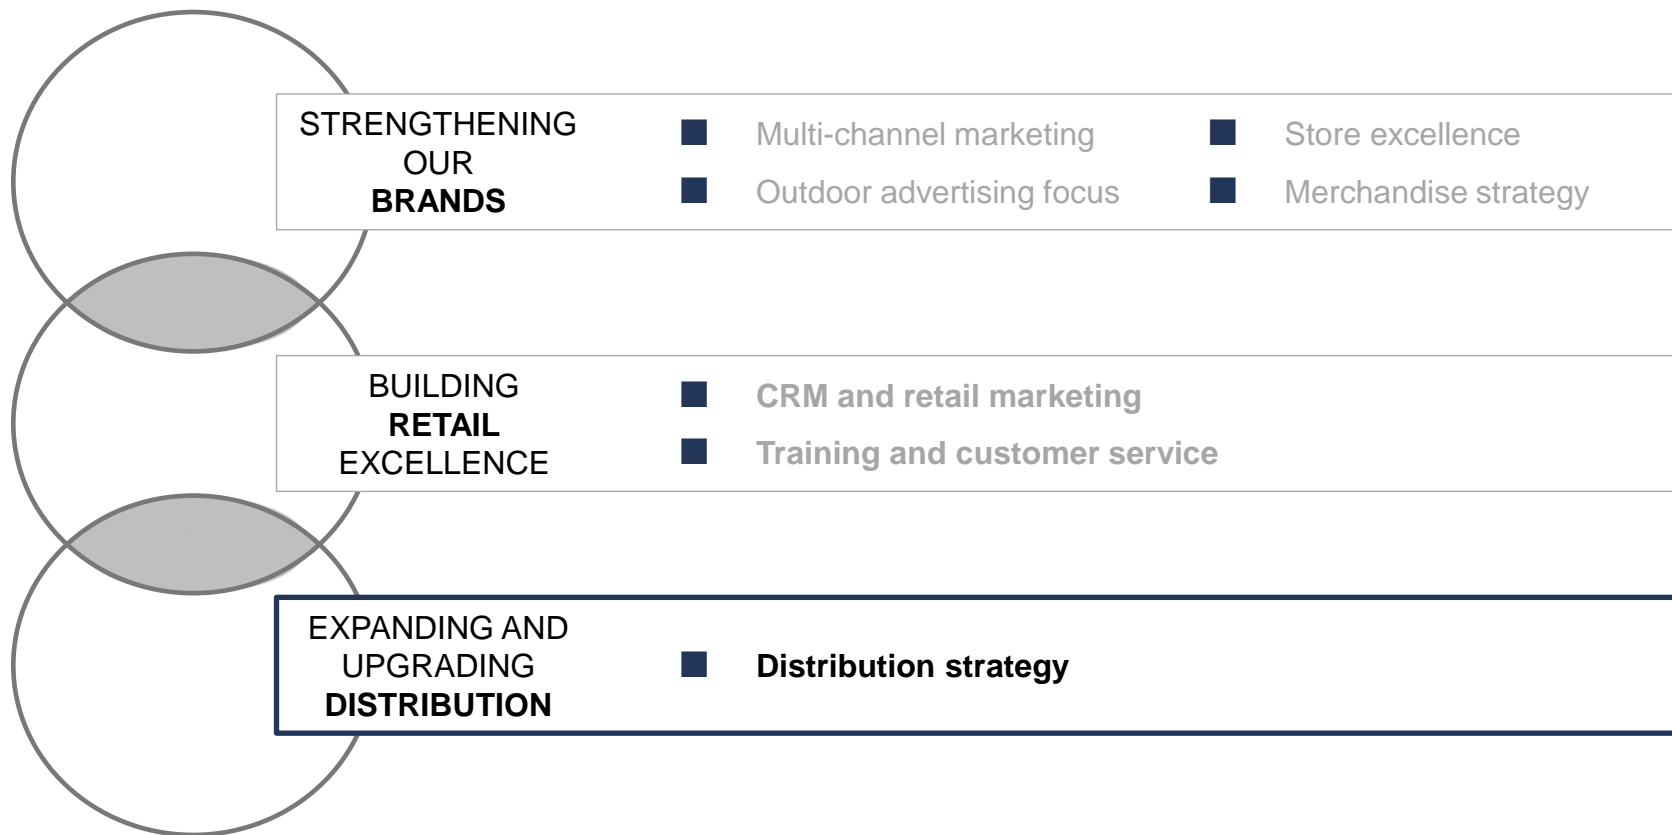 STRENGTHENING
OUR
BRANDS
Multi-channel marketing
Outdoor advertising focus
Store excellence
Merchandise strategy
BUILDING
RETAIL
EXCELLENCE
CRM and retail marketing
Training and customer service
EXPANDING AND
UPGRADING
DISTRIBUTION
Distribution strategy